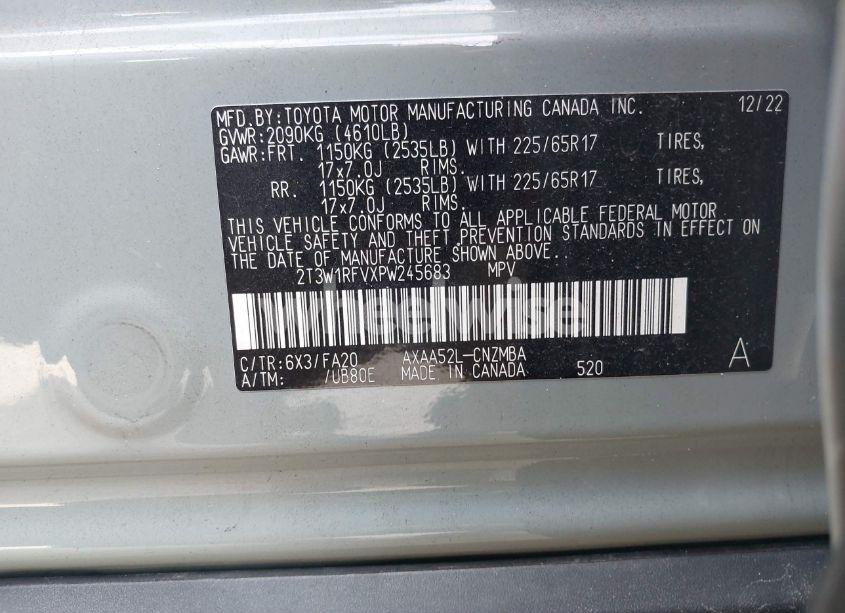 MFD.BY:TOYOTA MOTOR MANUFACTURING CANADA INC. 12/22
GVWR:2090KG (4610LB)
GAWR:FRT. 1150KG (2535LB) WITH 225/65R17 TIRES,
17x7.0J RIMS.
RR. 1150KG (2535LB) WITH 225/65R17 TIRES,
17x7.0J RIMS.
THIS VEHICLE CONFORMS TO ALL APPLICABLE FEDERAL MOTOR
VEHICLE SAFETY AND THEFT PREVENTION STANDARDS IN EFFECT ON
THE DATE OF MANUFACTURE SHOWN ABOVE.
2T3W1RFVXPW245683 MPV
wheelwise
C/TR:6X3/FA20 AXAA52L-CNZMBA
A/TM: /UB80E MADE IN CANADA 520 A